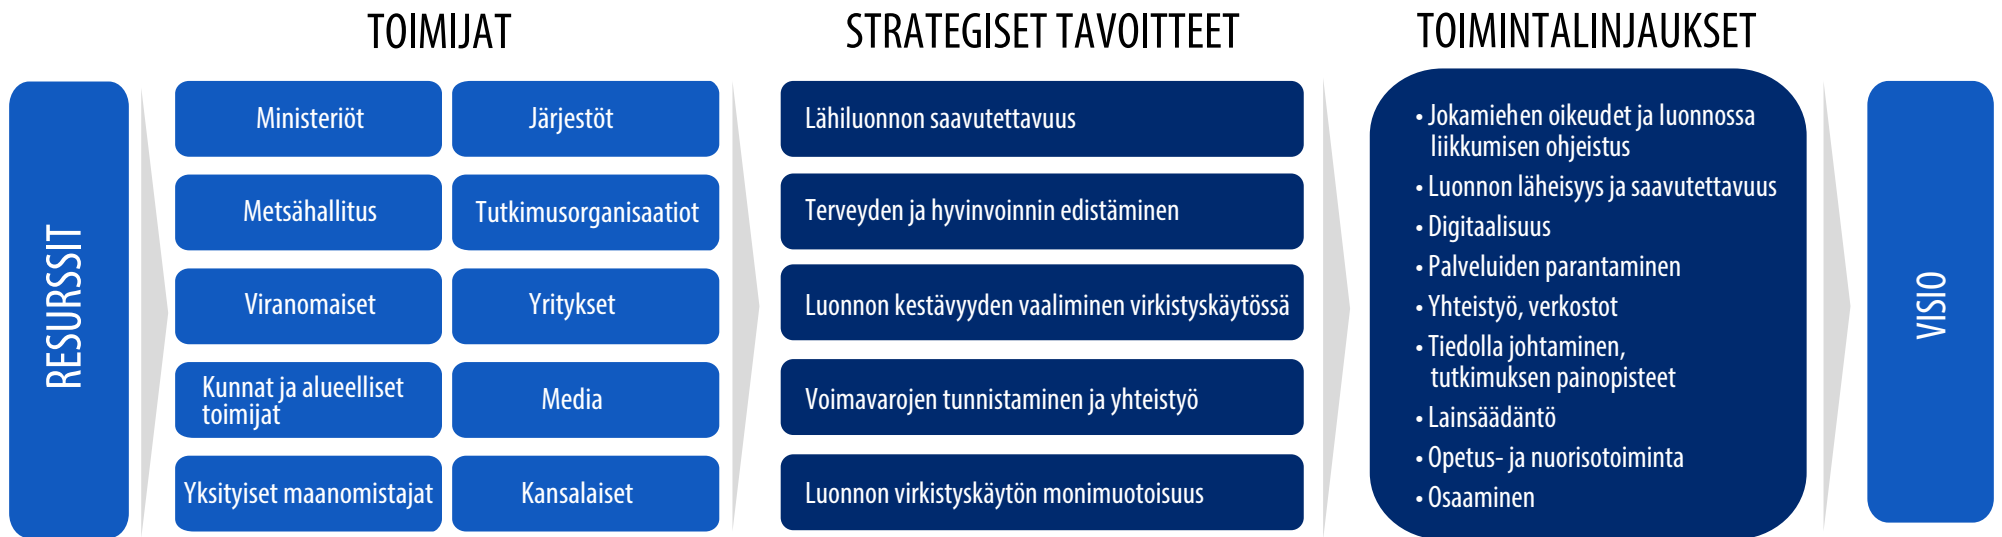 TOIMIJAT
STRATEGISET TAVOITTEET
TOIMINTALINJAUKSET
RESURSSIT
Ministeriöt
Järjestöt
Metsähallitus
Tutkimusorganisaatiot
Viranomaiset
Yritykset
Kunnat ja alueelliset
toimijat
Media
Yksityiset maanomistajat
Kansalaiset
Lähiluonnon saavutettavuus
Terveyden ja hyvinvoinnin edistäminen
Luonnon kestävyyden vaaliminen virkistyskäytössä
Voimavarojen tunnistaminen ja yhteistyö
Luonnon virkistyskäytön monimuotoisuus
• Jokamiehen oikeudet ja luonnossa
liikkumisen ohjeistus
• Luonnon läheisyys ja saavutettavuus
• Digitaalisuus
• Palveluiden parantaminen
• Yhteistyö, verkostot
• Tiedolla johtaminen,
tutkimuksen painopisteet
• Lainsäädäntö
• Opetus- ja nuorisotoiminta
• Osaaminen
VISIO